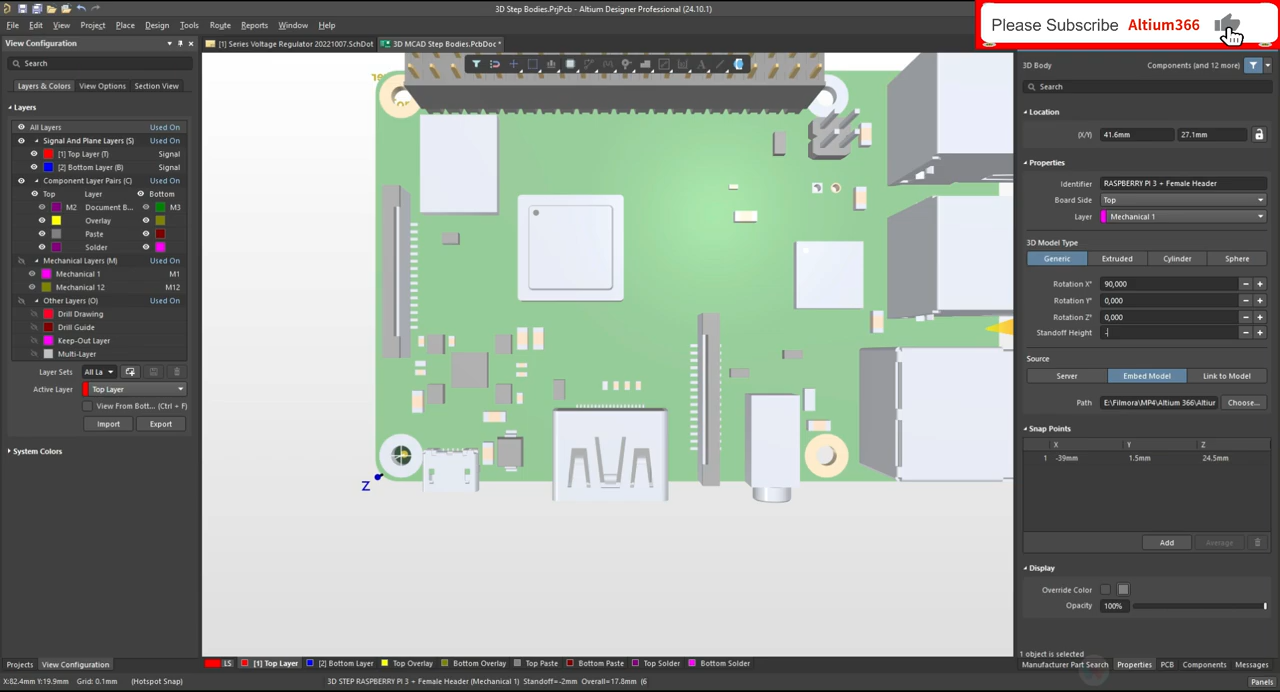 3D Step Bodies.PrjPcb - Altium Designer Professional (24.10.1)
Please Subscribe Altium366
File Edit View Project Place Design Tools Route Reports Window Help
View Configuration
[1] Series Voltage Regulator 20221007.SchDot
3D MCAD Step Bodies.PcbDoc *
3D Body
Components (and 12 more)
Search
Search
Layers & Colors View Options Section View
Layers
All Layers Used On
Signal And Plane Layers (S) Used On
[1] Top Layer (T) Signal
[2] Bottom Layer (B) Signal
Component Layer Pairs (C) Used On
Top Layer Bottom
M2 Document B... M3
Overlay
Paste
Solder
Mechanical Layers (M) Used On
Mechanical 1 M1
Mechanical 12 M12
Other Layers (O) Used On
Drill Drawing
Drill Guide
Keep-Out Layer
Multi-Layer
Layer Sets All La
Active Layer Top Layer
View From Bott... (Ctrl + F)
Import Export
System Colors
Z
Location
(X/Y) 41.6mm 27.1mm
Properties
Identifier RASPBERRY PI 3 + Female Header
Board Side Top
Layer Mechanical 1
3D Model Type
Generic Extruded Cylinder Sphere
Rotation X° 90,000
Rotation Y° 0,000
Rotation Z° 0,000
Standoff Height -
Source
Server Embed Model Link to Model
Path E:\Filmora\MP4\Altium 366\Altiur Choose...
Snap Points
X Y Z
1 -39mm 1.5mm 24.5mm
Add Average
Display
Override Color
Opacity 100%
1 object is selected
Projects View Configuration
LS [1] Top Layer [2] Bottom Layer Top Overlay Bottom Overlay Top Paste Bottom Paste Top Solder Bottom Solder
Manufacturer Part Search Properties PCB Components Messages
X:82.4mm Y:19.9mm Grid: 0.1mm (Hotspot Snap)
3D STEP RASPBERRY PI 3 + Female Header (Mechanical 1) Standoff=-2mm Overall=17.8mm (6
Panels